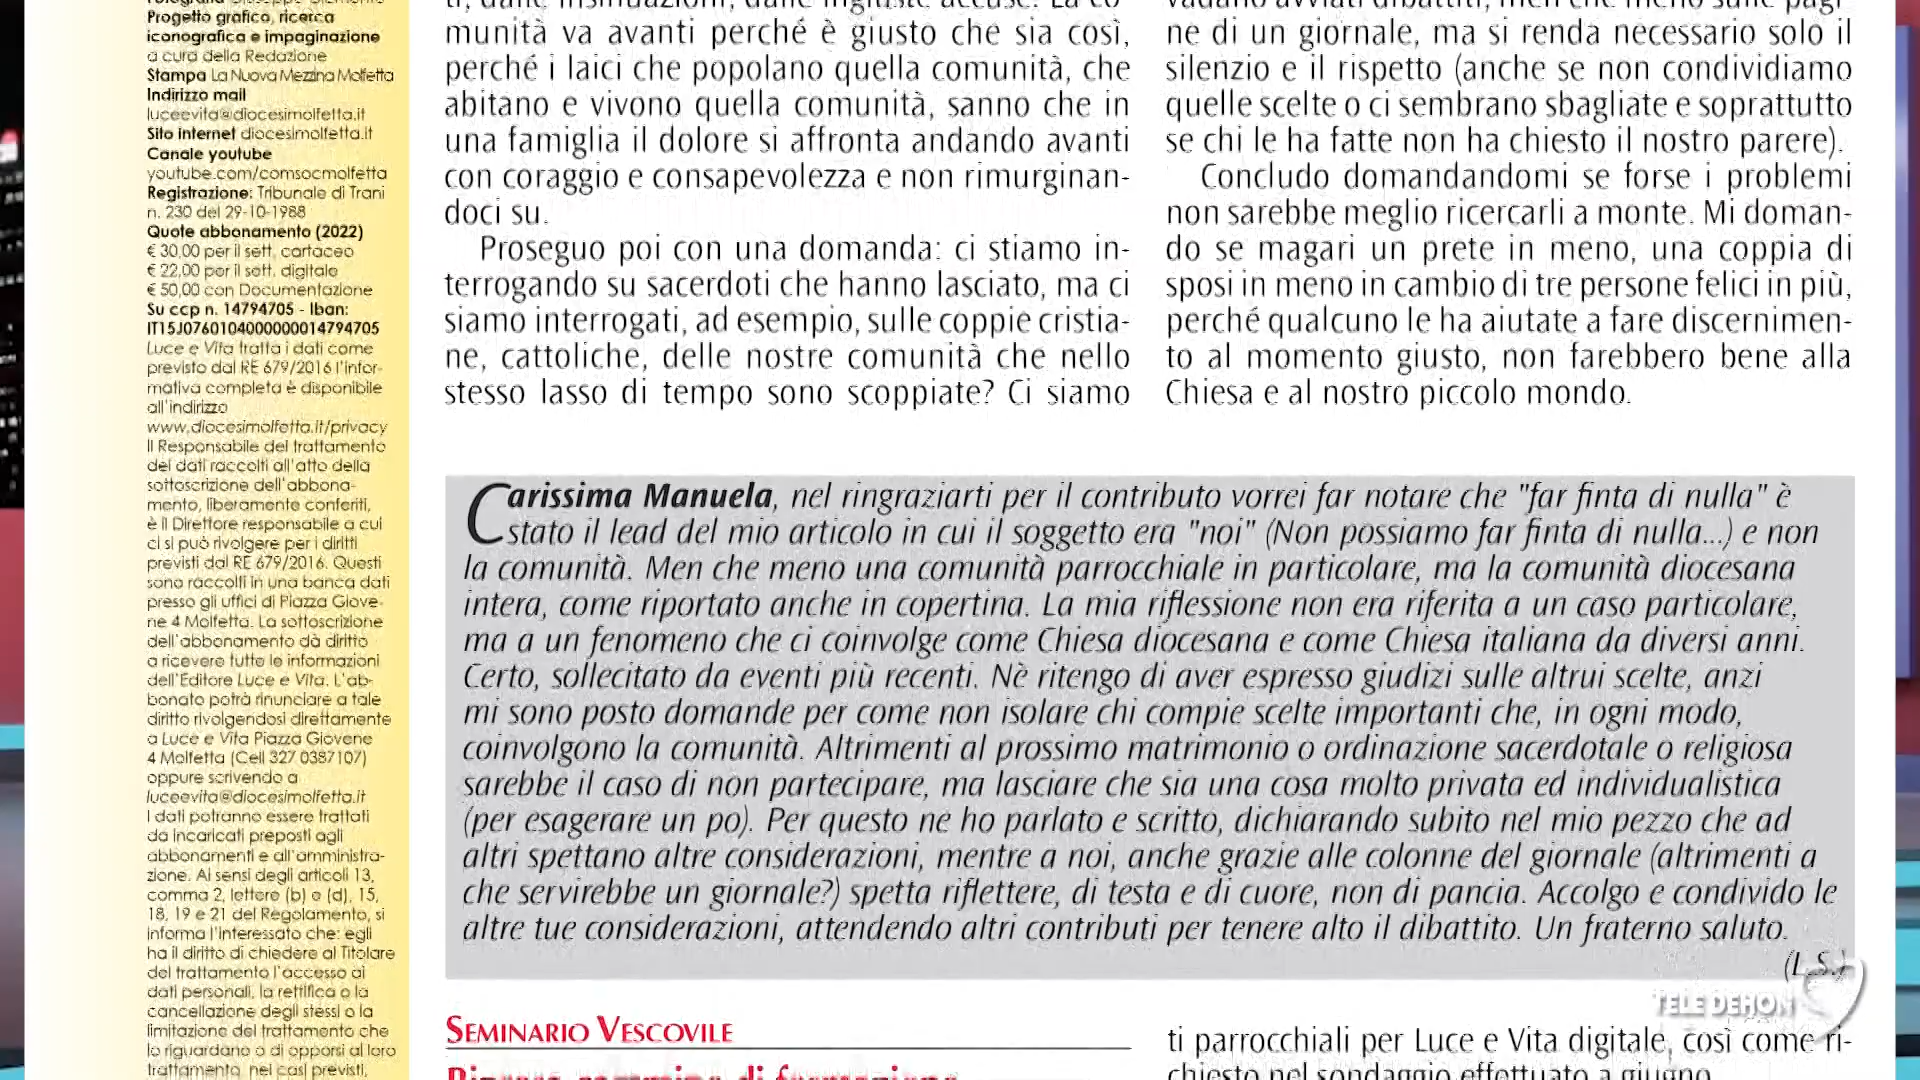 Progetto grafico, ricerca
iconografica e impaginazione
a cura della Redazione
Stampa La Nuova Mezzina Molfetta
Indirizzo mail
luceevita@diocesimolfetta.it
Sito internet diocesimolfetta.it
Canale youtube
youtube.com/comsocmolfetta
Registrazione: Tribunale di Trani
n. 230 del 29-10-1988
Quote abbonamento (2022)
€ 30,00 per il sett. cartaceo
€ 22,00 per il sett. digitale
€ 50,00 con Documentazione
Su ccp n. 14794705 - Iban:
IT15J0760104000000014794705
Luce e Vita tratta i dati come
previsto dal RE 679/2016 l'infor-
mativa completa è disponibile
all'indirizzo
www.diocesimolfetta.it/privacy
Il Responsabile del trattamento
dei dati raccolti all'atto della
sottoscrizione dell'abbona-
mento, liberamente conferiti,
è il Direttore responsabile a cui
ci si può rivolgere per i diritti
previsti dal RE 679/2016. Questi
sono raccolti in una banca dati
presso gli uffici di Piazza Giove-
ne 4 Molfetta. La sottoscrizione
dell'abbonamento dà diritto
a ricevere tutte le informazioni
dell'Editore Luce e Vita. L'ab-
bonato potrà rinunciare a tale
diritto rivolgendosi direttamente
a Luce e Vita Piazza Giovene
4 Molfetta (Cell 327 0387107)
oppure scrivendo a
luceevita@diocesimolfetta.it
I dati potranno essere trattati
da incaricati preposti agli
abbonamenti e all'amministra-
zione. Ai sensi degli articoli 13,
comma 2, lettere (b) e (d), 15,
18, 19 e 21 del Regolamento, si
informa l'interessato che: egli
ha il diritto di chiedere al Titolare
del trattamento l'accesso ai
dati personali, la rettifica o la
cancellazione degli stessi o la
limitazione del trattamento che
lo riguardano o di opporsi al loro
trattamento, nei casi previsti,
ti, dalle insinuazioni, dalle ingiuste accuse. La co-
munità va avanti perché è giusto che sia così,
perché i laici che popolano quella comunità, che
abitano e vivono quella comunità, sanno che in
una famiglia il dolore si affronta andando avanti
con coraggio e consapevolezza e non rimurginan-
doci su.
Proseguo poi con una domanda: ci stiamo in-
terrogando su sacerdoti che hanno lasciato, ma ci
siamo interrogati, ad esempio, sulle coppie cristia-
ne, cattoliche, delle nostre comunità che nello
stesso lasso di tempo sono scoppiate? Ci siamo
vadano avviati dibattiti, men che meno sulle pagi-
ne di un giornale, ma si renda necessario solo il
silenzio e il rispetto (anche se non condividiamo
quelle scelte o ci sembrano sbagliate e soprattutto
se chi le ha fatte non ha chiesto il nostro parere).
Concludo domandandomi se forse i problemi
non sarebbe meglio ricercarli a monte. Mi doman-
do se magari un prete in meno, una coppia di
sposi in meno in cambio di tre persone felici in più,
perché qualcuno le ha aiutate a fare discernimen-
to al momento giusto, non farebbero bene alla
Chiesa e al nostro piccolo mondo.
Carissima Manuela, nel ringraziarti per il contributo vorrei far notare che "far finta di nulla" è
stato il lead del mio articolo in cui il soggetto era "noi" (Non possiamo far finta di nulla...) e non
la comunità. Men che meno una comunità parrocchiale in particolare, ma la comunità diocesana
intera, come riportato anche in copertina. La mia riflessione non era riferita a un caso particolare,
ma a un fenomeno che ci coinvolge come Chiesa diocesana e come Chiesa italiana da diversi anni.
Certo, sollecitato da eventi più recenti. Nè ritengo di aver espresso giudizi sulle altrui scelte, anzi
mi sono posto domande per come non isolare chi compie scelte importanti che, in ogni modo,
coinvolgono la comunità. Altrimenti al prossimo matrimonio o ordinazione sacerdotale o religiosa
sarebbe il caso di non partecipare, ma lasciare che sia una cosa molto privata ed individualistica
(per esagerare un po). Per questo ne ho parlato e scritto, dichiarando subito nel mio pezzo che ad
altri spettano altre considerazioni, mentre a noi, anche grazie alle colonne del giornale (altrimenti a
che servirebbe un giornale?) spetta riflettere, di testa e di cuore, non di pancia. Accolgo e condivido le
altre tue considerazioni, attendendo altri contributi per tenere alto il dibattito. Un fraterno saluto.
(L.S.)
TELE DEHON
SEMINARIO VESCOVILE
ti parrocchiali per Luce e Vita digitale, così come ri-
chiesto nel sondaggio effettuato a giugno